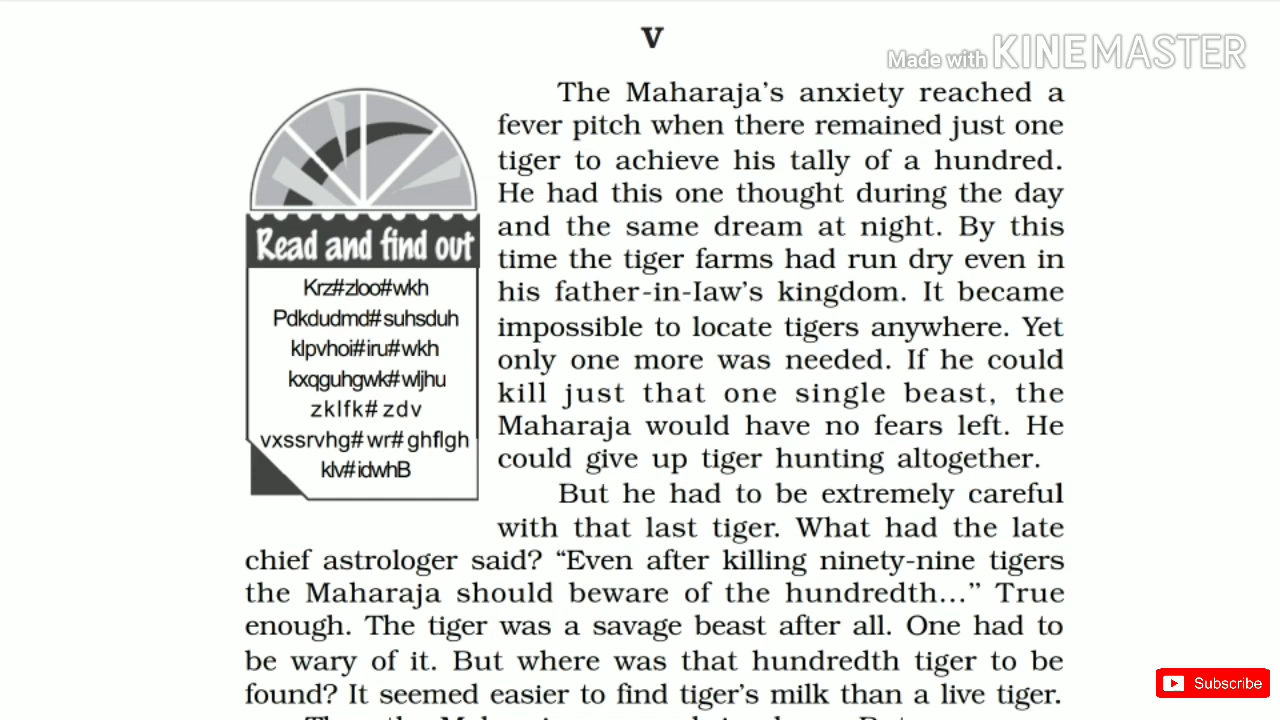 V
Made with KINEMASTER
The Maharaja's anxiety reached a
fever pitch when there remained just one
tiger to achieve his tally of a hundred.
He had this one thought during the day
and the same dream at night. By this
time the tiger farms had run dry even in
his father-in-Iaw's kingdom. It became
impossible to locate tigers anywhere. Yet
only one more was needed. If he could
kill just that one single beast, the
Maharaja would have no fears left. He
could give up tiger hunting altogether.
Read and find out
Krz#zloo#wkh
Pdkdudmd#suhsduh
klpvhoi#iru#wkh
kxqguhgwk#wljhu
zklfk#zdv
vxssrvhg#wr#ghflgh
klv#idwhB
But he had to be extremely careful
with that last tiger. What had the late
chief astrologer said? “Even after killing ninety-nine tigers
the Maharaja should beware of the hundredth...’’ True
enough. The tiger was a savage beast after all. One had to
be wary of it. But where was that hundredth tiger to be
found? It seemed easier to find tiger's milk than a live tiger.
Subscribe